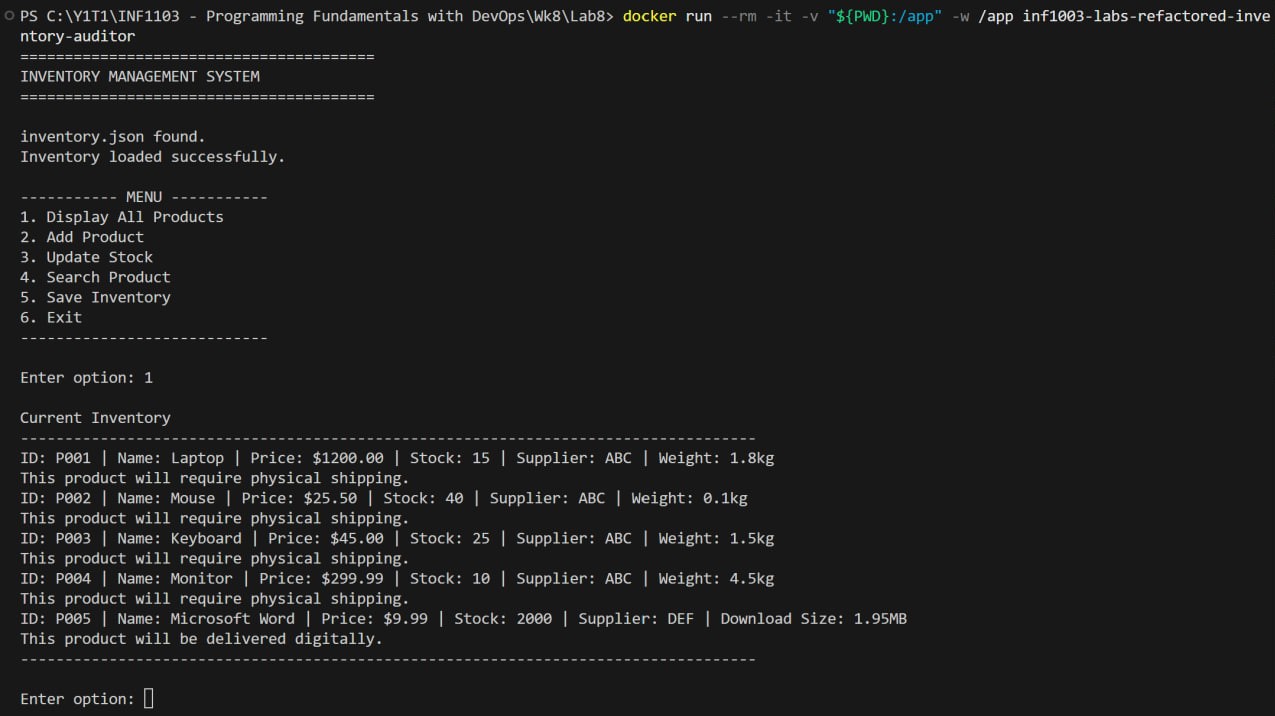 PS C:\Y1T1\INF1103 - Programming Fundamentals with DevOps\Wk8\Lab8> docker run --rm -it -v "${PWD}:/app" -w /app inf1003-labs-refactored-inve
ntory-auditor
========================================
INVENTORY MANAGEMENT SYSTEM
========================================
inventory.json found.
Inventory loaded successfully.
----------- MENU -----------
1. Display All Products
2. Add Product
3. Update Stock
4. Search Product
5. Save Inventory
6. Exit
----------------------------
Enter option: 1
Current Inventory
-----------------------------------------------------------------------------------
ID: P001 | Name: Laptop | Price: $1200.00 | Stock: 15 | Supplier: ABC | Weight: 1.8kg
This product will require physical shipping.
ID: P002 | Name: Mouse | Price: $25.50 | Stock: 40 | Supplier: ABC | Weight: 0.1kg
This product will require physical shipping.
ID: P003 | Name: Keyboard | Price: $45.00 | Stock: 25 | Supplier: ABC | Weight: 1.5kg
This product will require physical shipping.
ID: P004 | Name: Monitor | Price: $299.99 | Stock: 10 | Supplier: ABC | Weight: 4.5kg
This product will require physical shipping.
ID: P005 | Name: Microsoft Word | Price: $9.99 | Stock: 2000 | Supplier: DEF | Download Size: 1.95MB
This product will be delivered digitally.
-----------------------------------------------------------------------------------
Enter option: